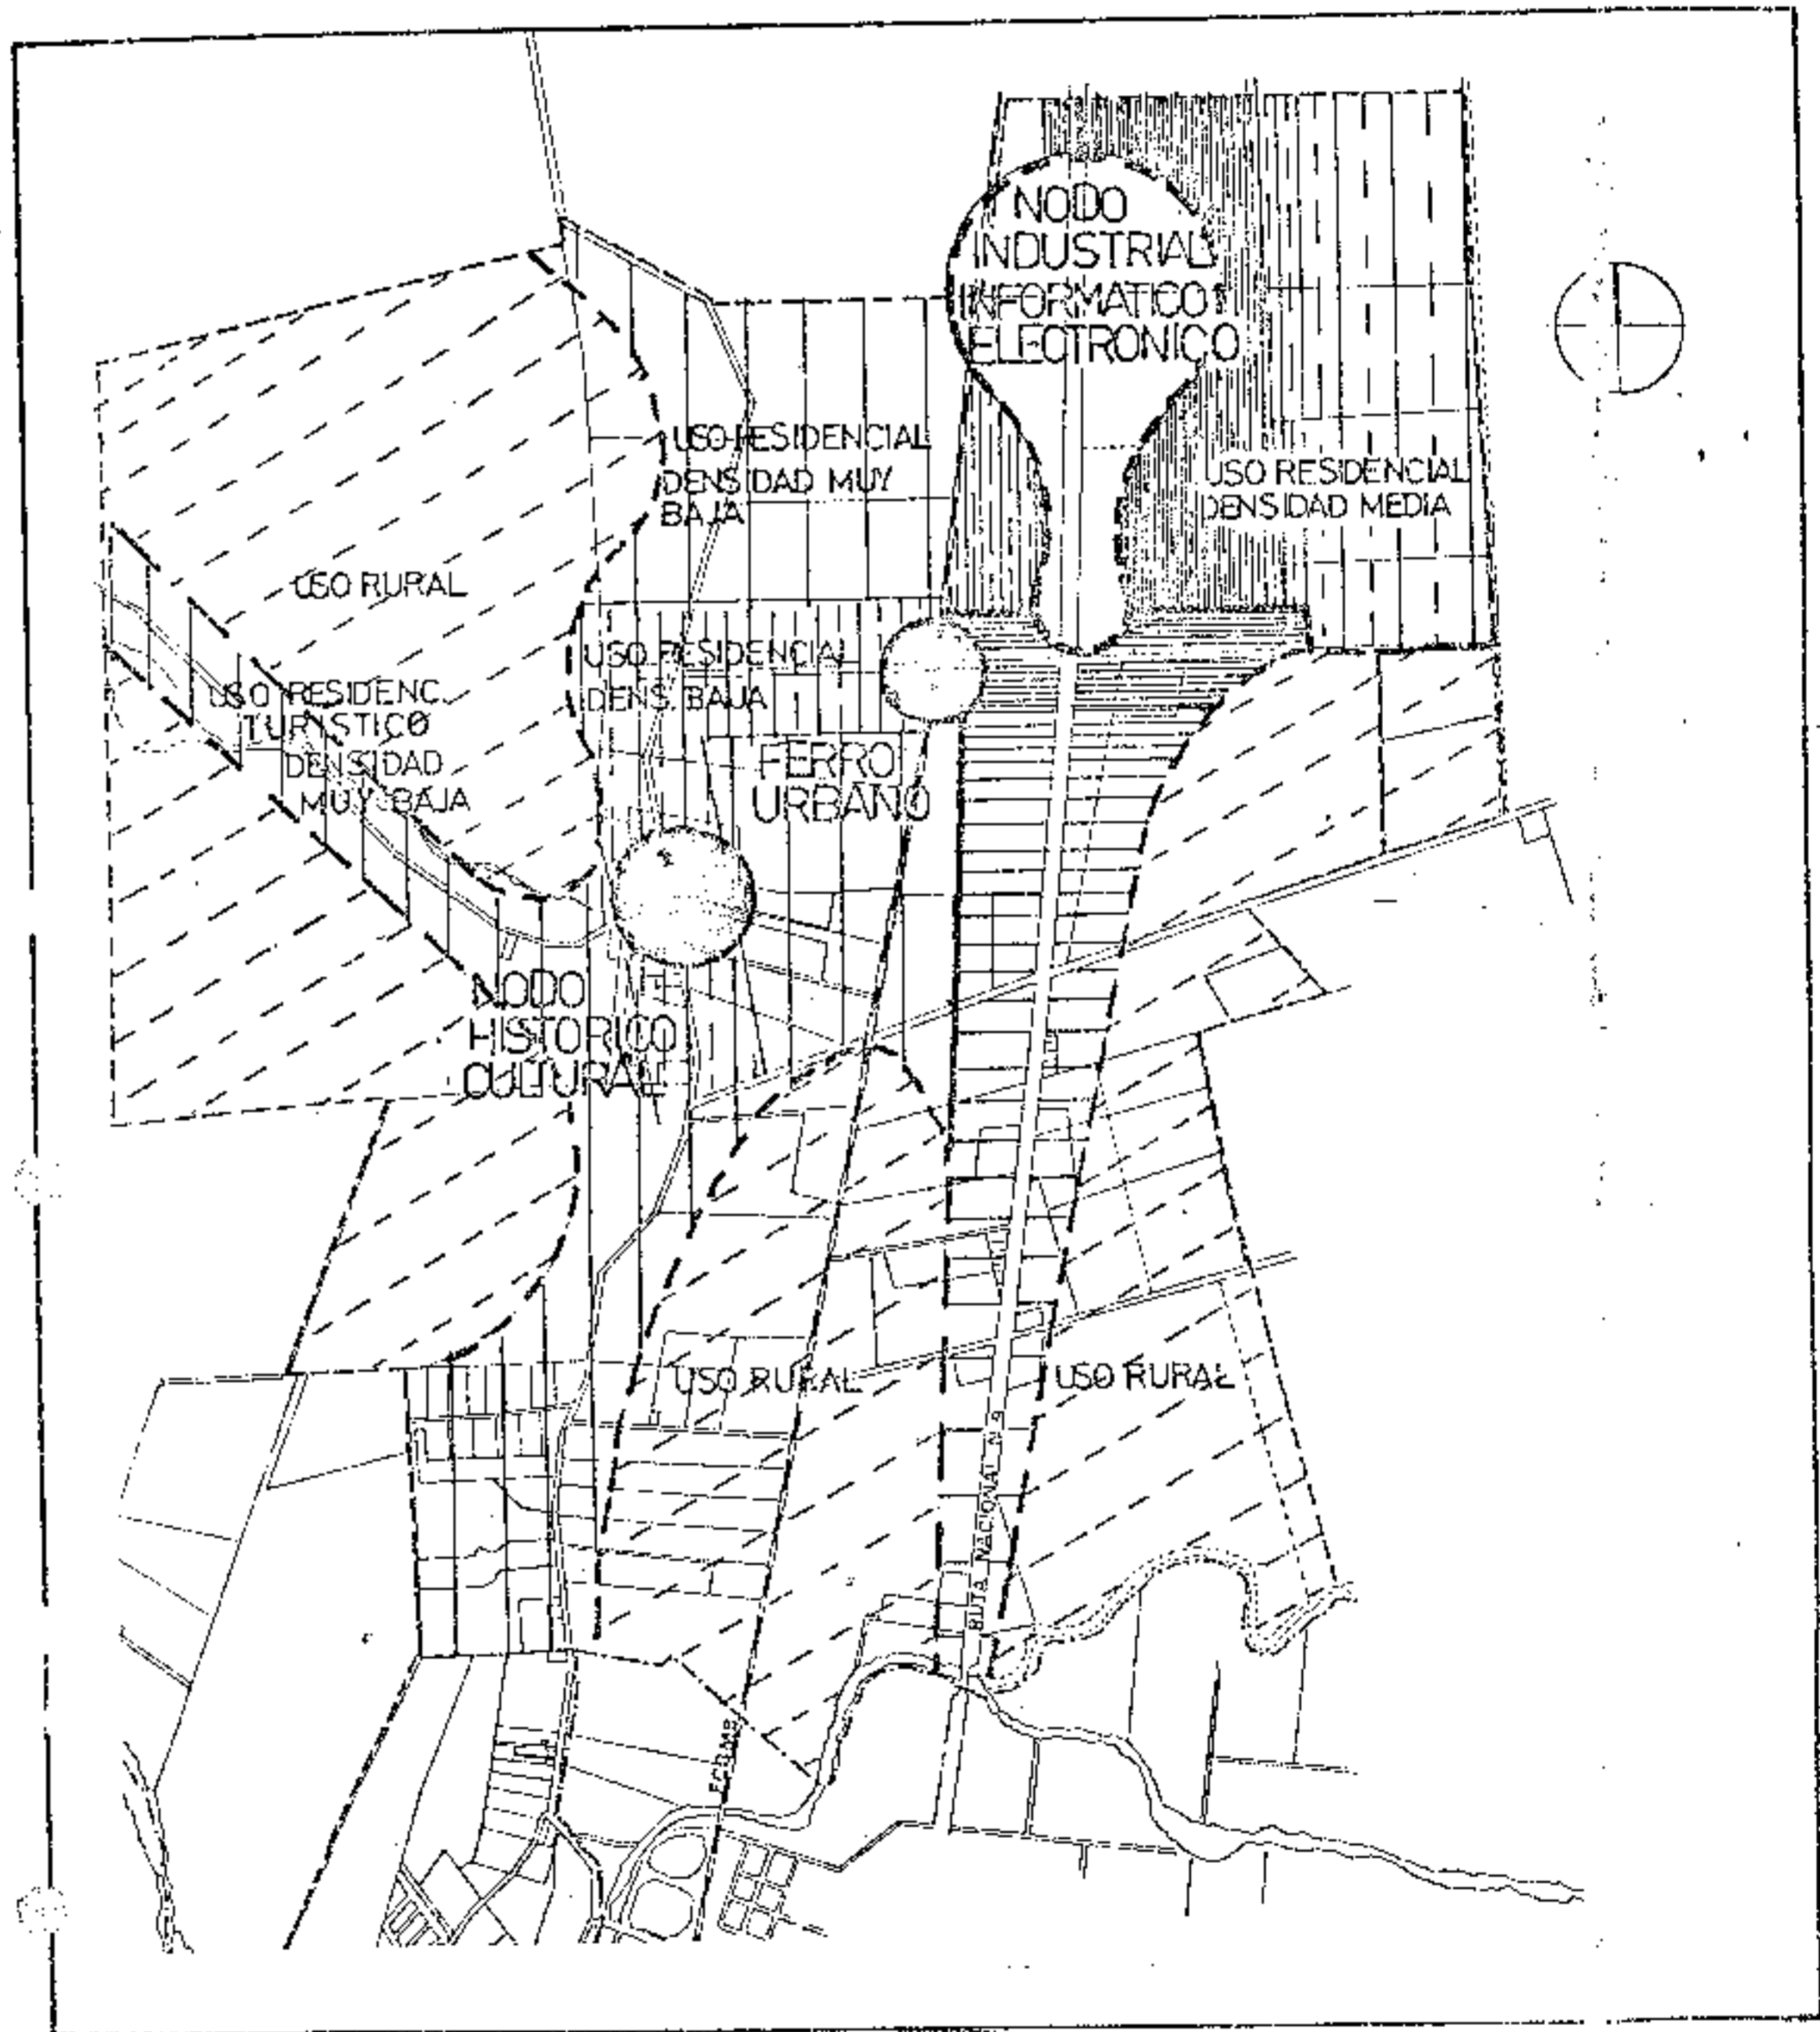 NODO
INDUSTRIAL
INFORMATICO
ELECTRONICO
USO RESIDENCIAL
DENSIDAD MUY
BAJA
USO RESIDENCIAL
DENSIDAD MEDIA
USO RURAL
USO RESIDENCIAL
DENS. BAJA
USO RESIDENC.
TURISTICO
DENSIDAD
MUY BAJA
FERRO
URBANO
NODO
HISTORICO
CULTURAL
USO RURAL
USO RURAL
RUTA NACIONAL Nº9